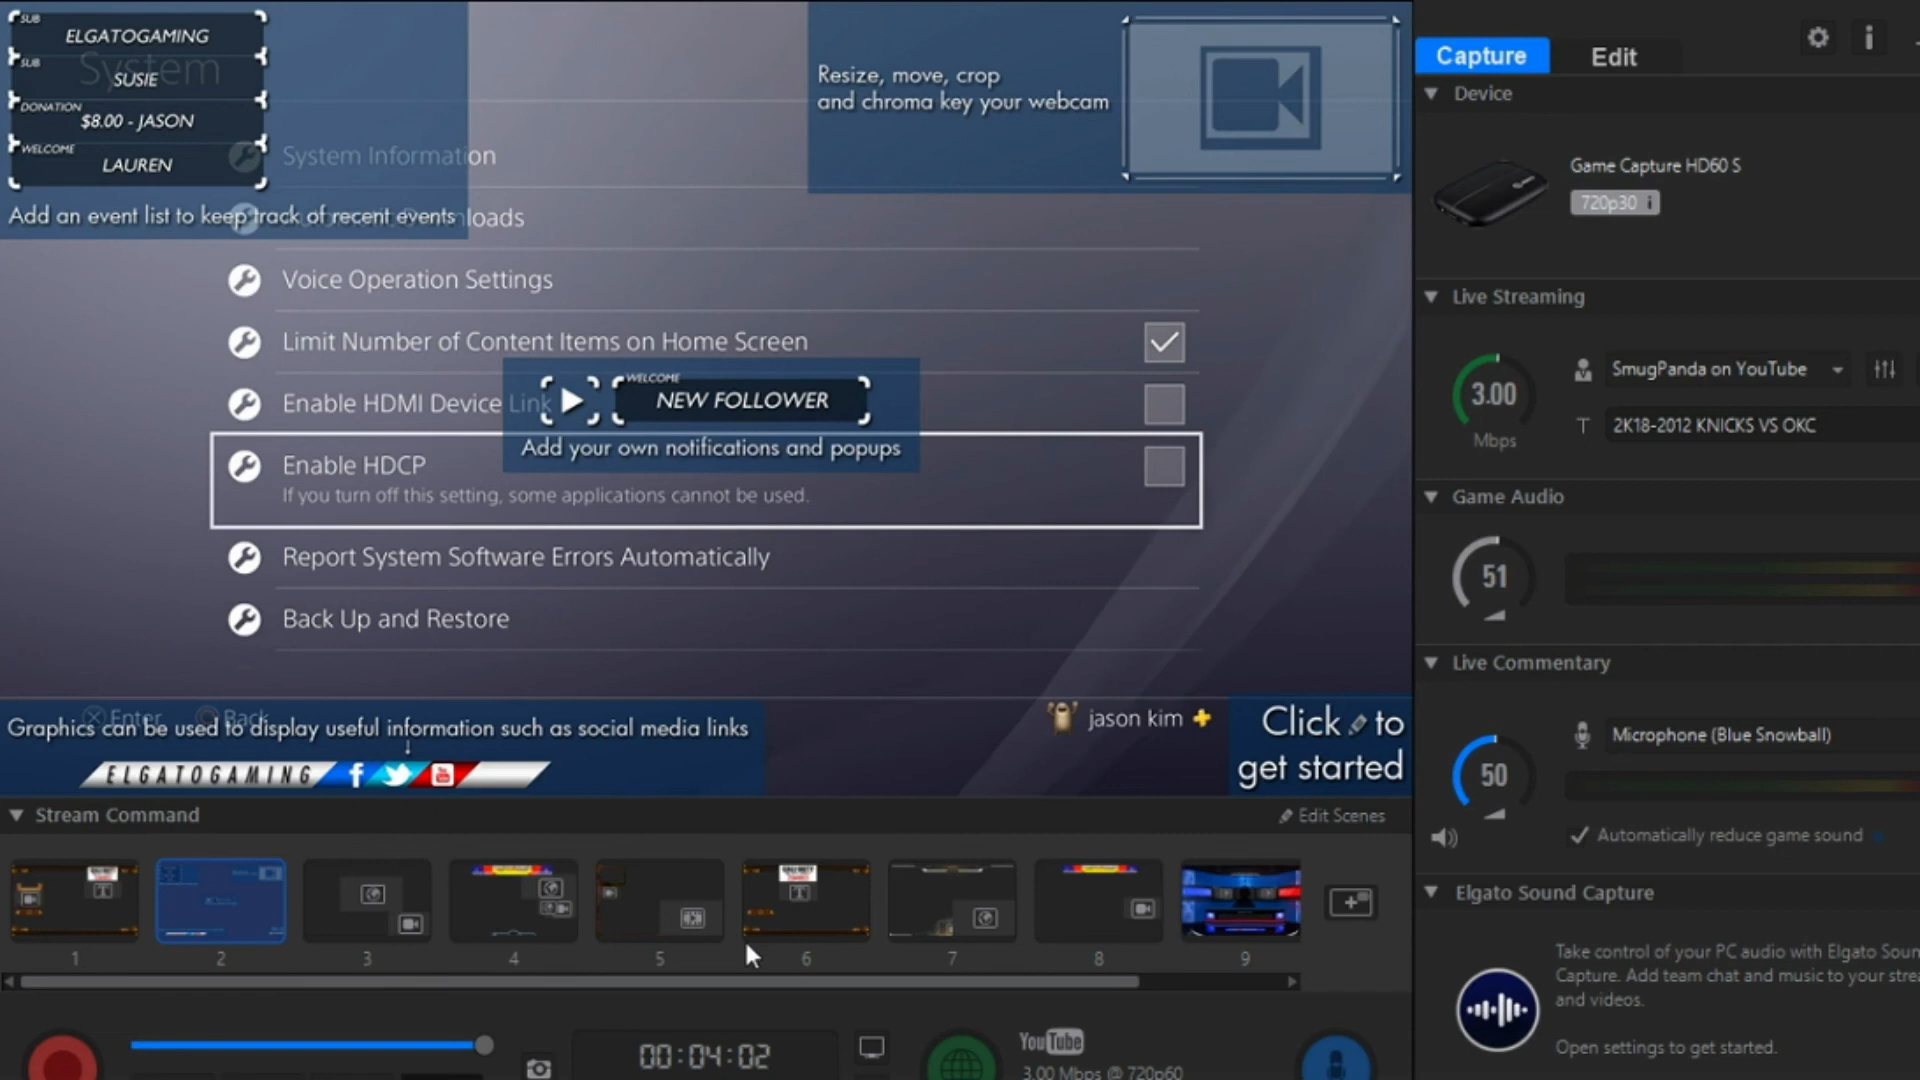 SUB
ELGATOGAMING
System
SUB
SUSIE
DONATION
$8.00 - JASON
WELCOME
LAUREN
System Information
Add an event list to keep track of recent events
Resize, move, crop
and chroma key your webcam
Voice Operation Settings
Limit Number of Content Items on Home Screen
Enable HDMI Device Link
WELCOME
NEW FOLLOWER
Add your own notifications and popups
Enable HDCP
If you turn off this setting, some applications cannot be used.
Report System Software Errors Automatically
Back Up and Restore
Enter
Back
Graphics can be used to display useful information such as social media links
ELGATOGAMING
jason kim
Click to
get started
Stream Command
Edit Scenes
1 2 3 4 5 6 7 8 9
00:04:02
YouTube
3.00 Mbps @ 720p60
Capture
Edit
Device
Game Capture HD60 S
720p30
Live Streaming
3.00
Mbps
SmugPanda on YouTube
2K18-2012 KNICKS VS OKC
Game Audio
51
Live Commentary
50
Microphone (Blue Snowball)
Automatically reduce game sound
Elgato Sound Capture
Take control of your PC audio with Elgato Soun
Capture. Add team chat and music to your strea
and videos.
Open settings to get started.